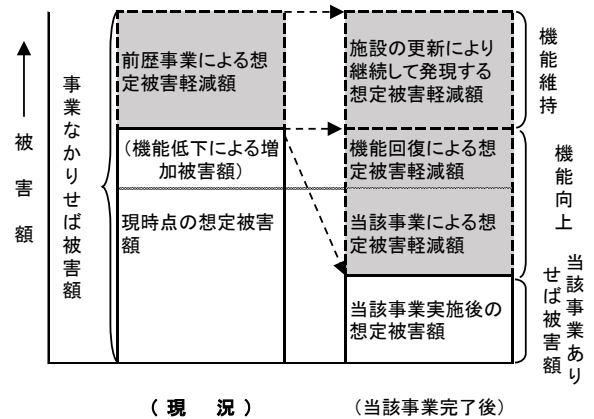 被害額
事業なかりせば被害額
前歴事業による想
定被害軽減額
（機能低下による増
加被害額）
現時点の想定被害
額
施設の更新により
継続して発現する
想定被害軽減額
機能回復による想
定被害軽減額
当該事業による想
定被害軽減額
当該事業実施後の
想定被害額
機能維持
機能向上
当該事業あり
せば被害額
（現　況）
（当該事業完了後）